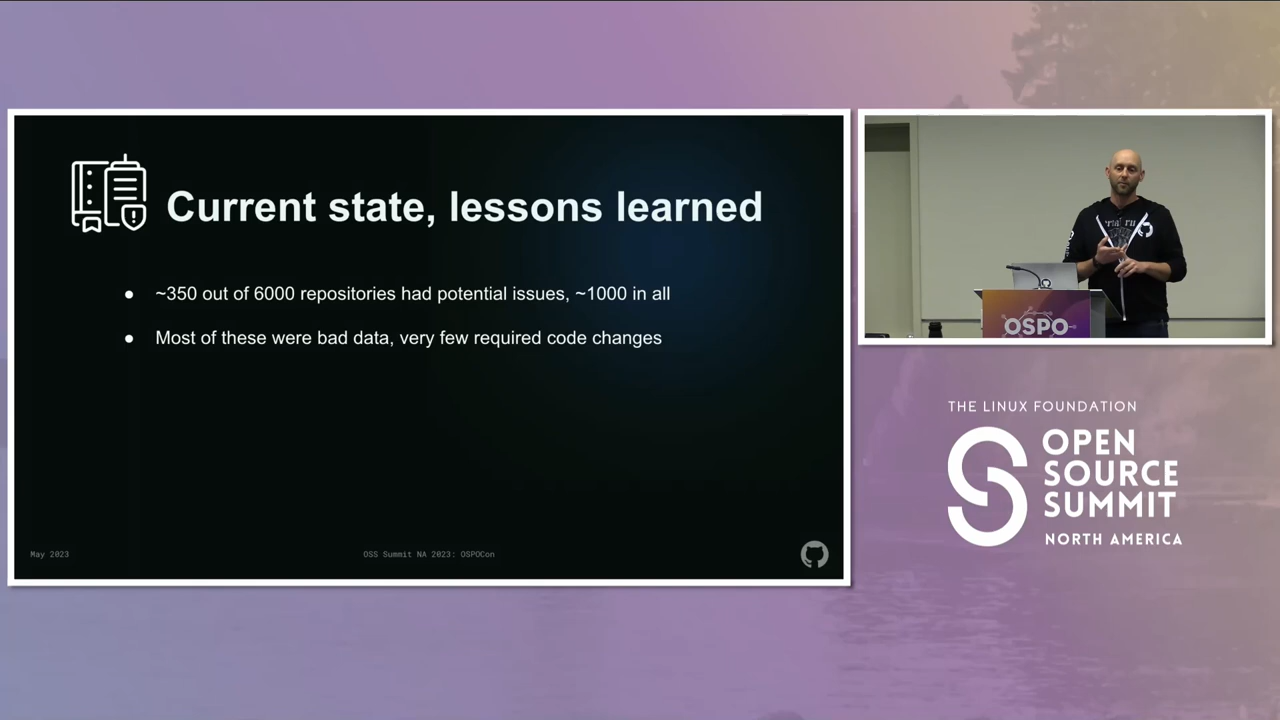 Current state, lessons learned
● ~350 out of 6000 repositories had potential issues, ~1000 in all
● Most of these were bad data, very few required code changes
May 2023
OSS Summit NA 2023: OSPOCon
OSPO
THE LINUX FOUNDATION
OPEN
SOURCE
SUMMIT
NORTH AMERICA